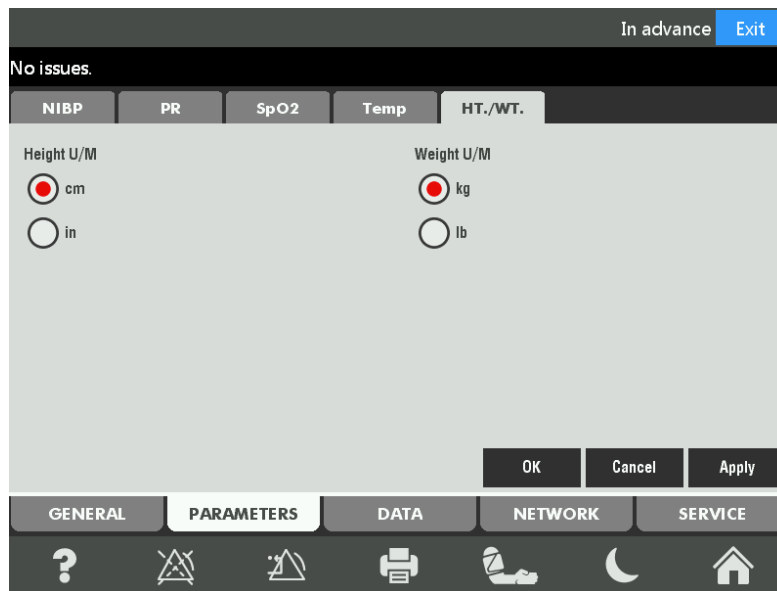 In advance Exit
No issues.
NIBP PR SpO2 Temp HT./WT.
Height U/M Weight U/M
cm kg
in lb
OK Cancel Apply
GENERAL PARAMETERS DATA NETWORK SERVICE
?